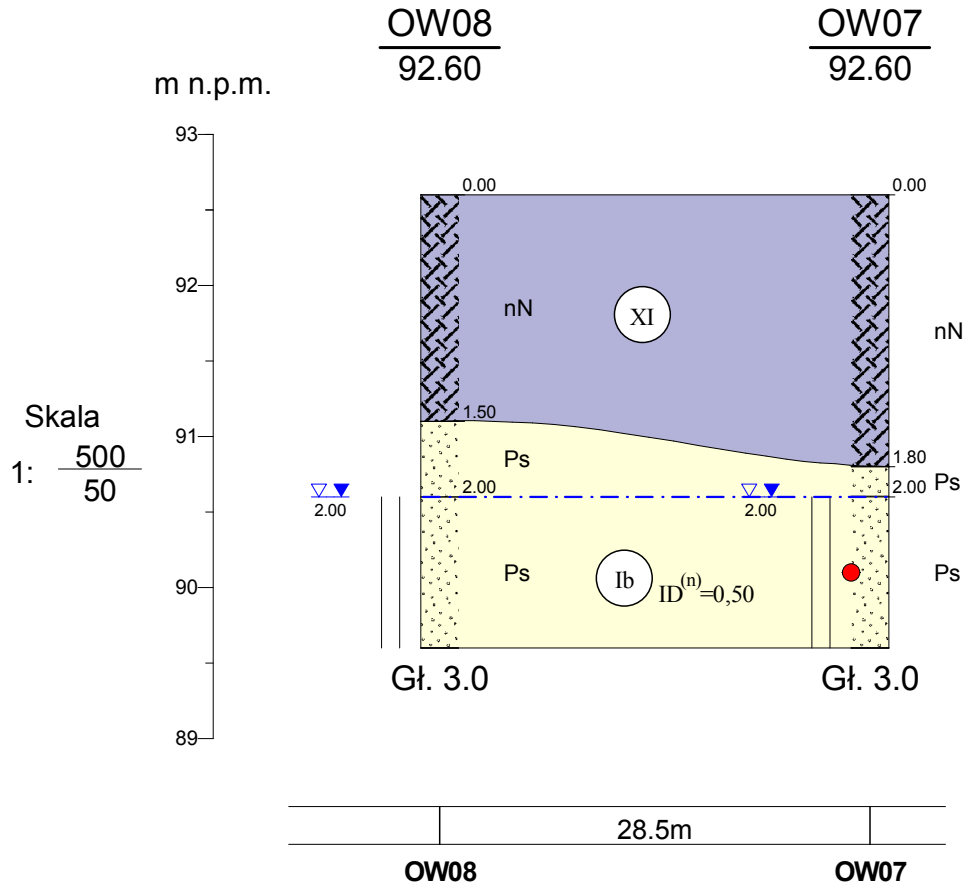 OW08 OW07
92.60 92.60
m n.p.m.
93
0.00 0.00
92
nN XI nN
1.50
91
Skala
1: 500
50
Ps 1.80
Ps
2.00 2.00
2.00 2.00
90
Ps Ib ID(n)=0,50 Ps
Gł. 3.0 Gł. 3.0
89
28.5m
OW08 OW07